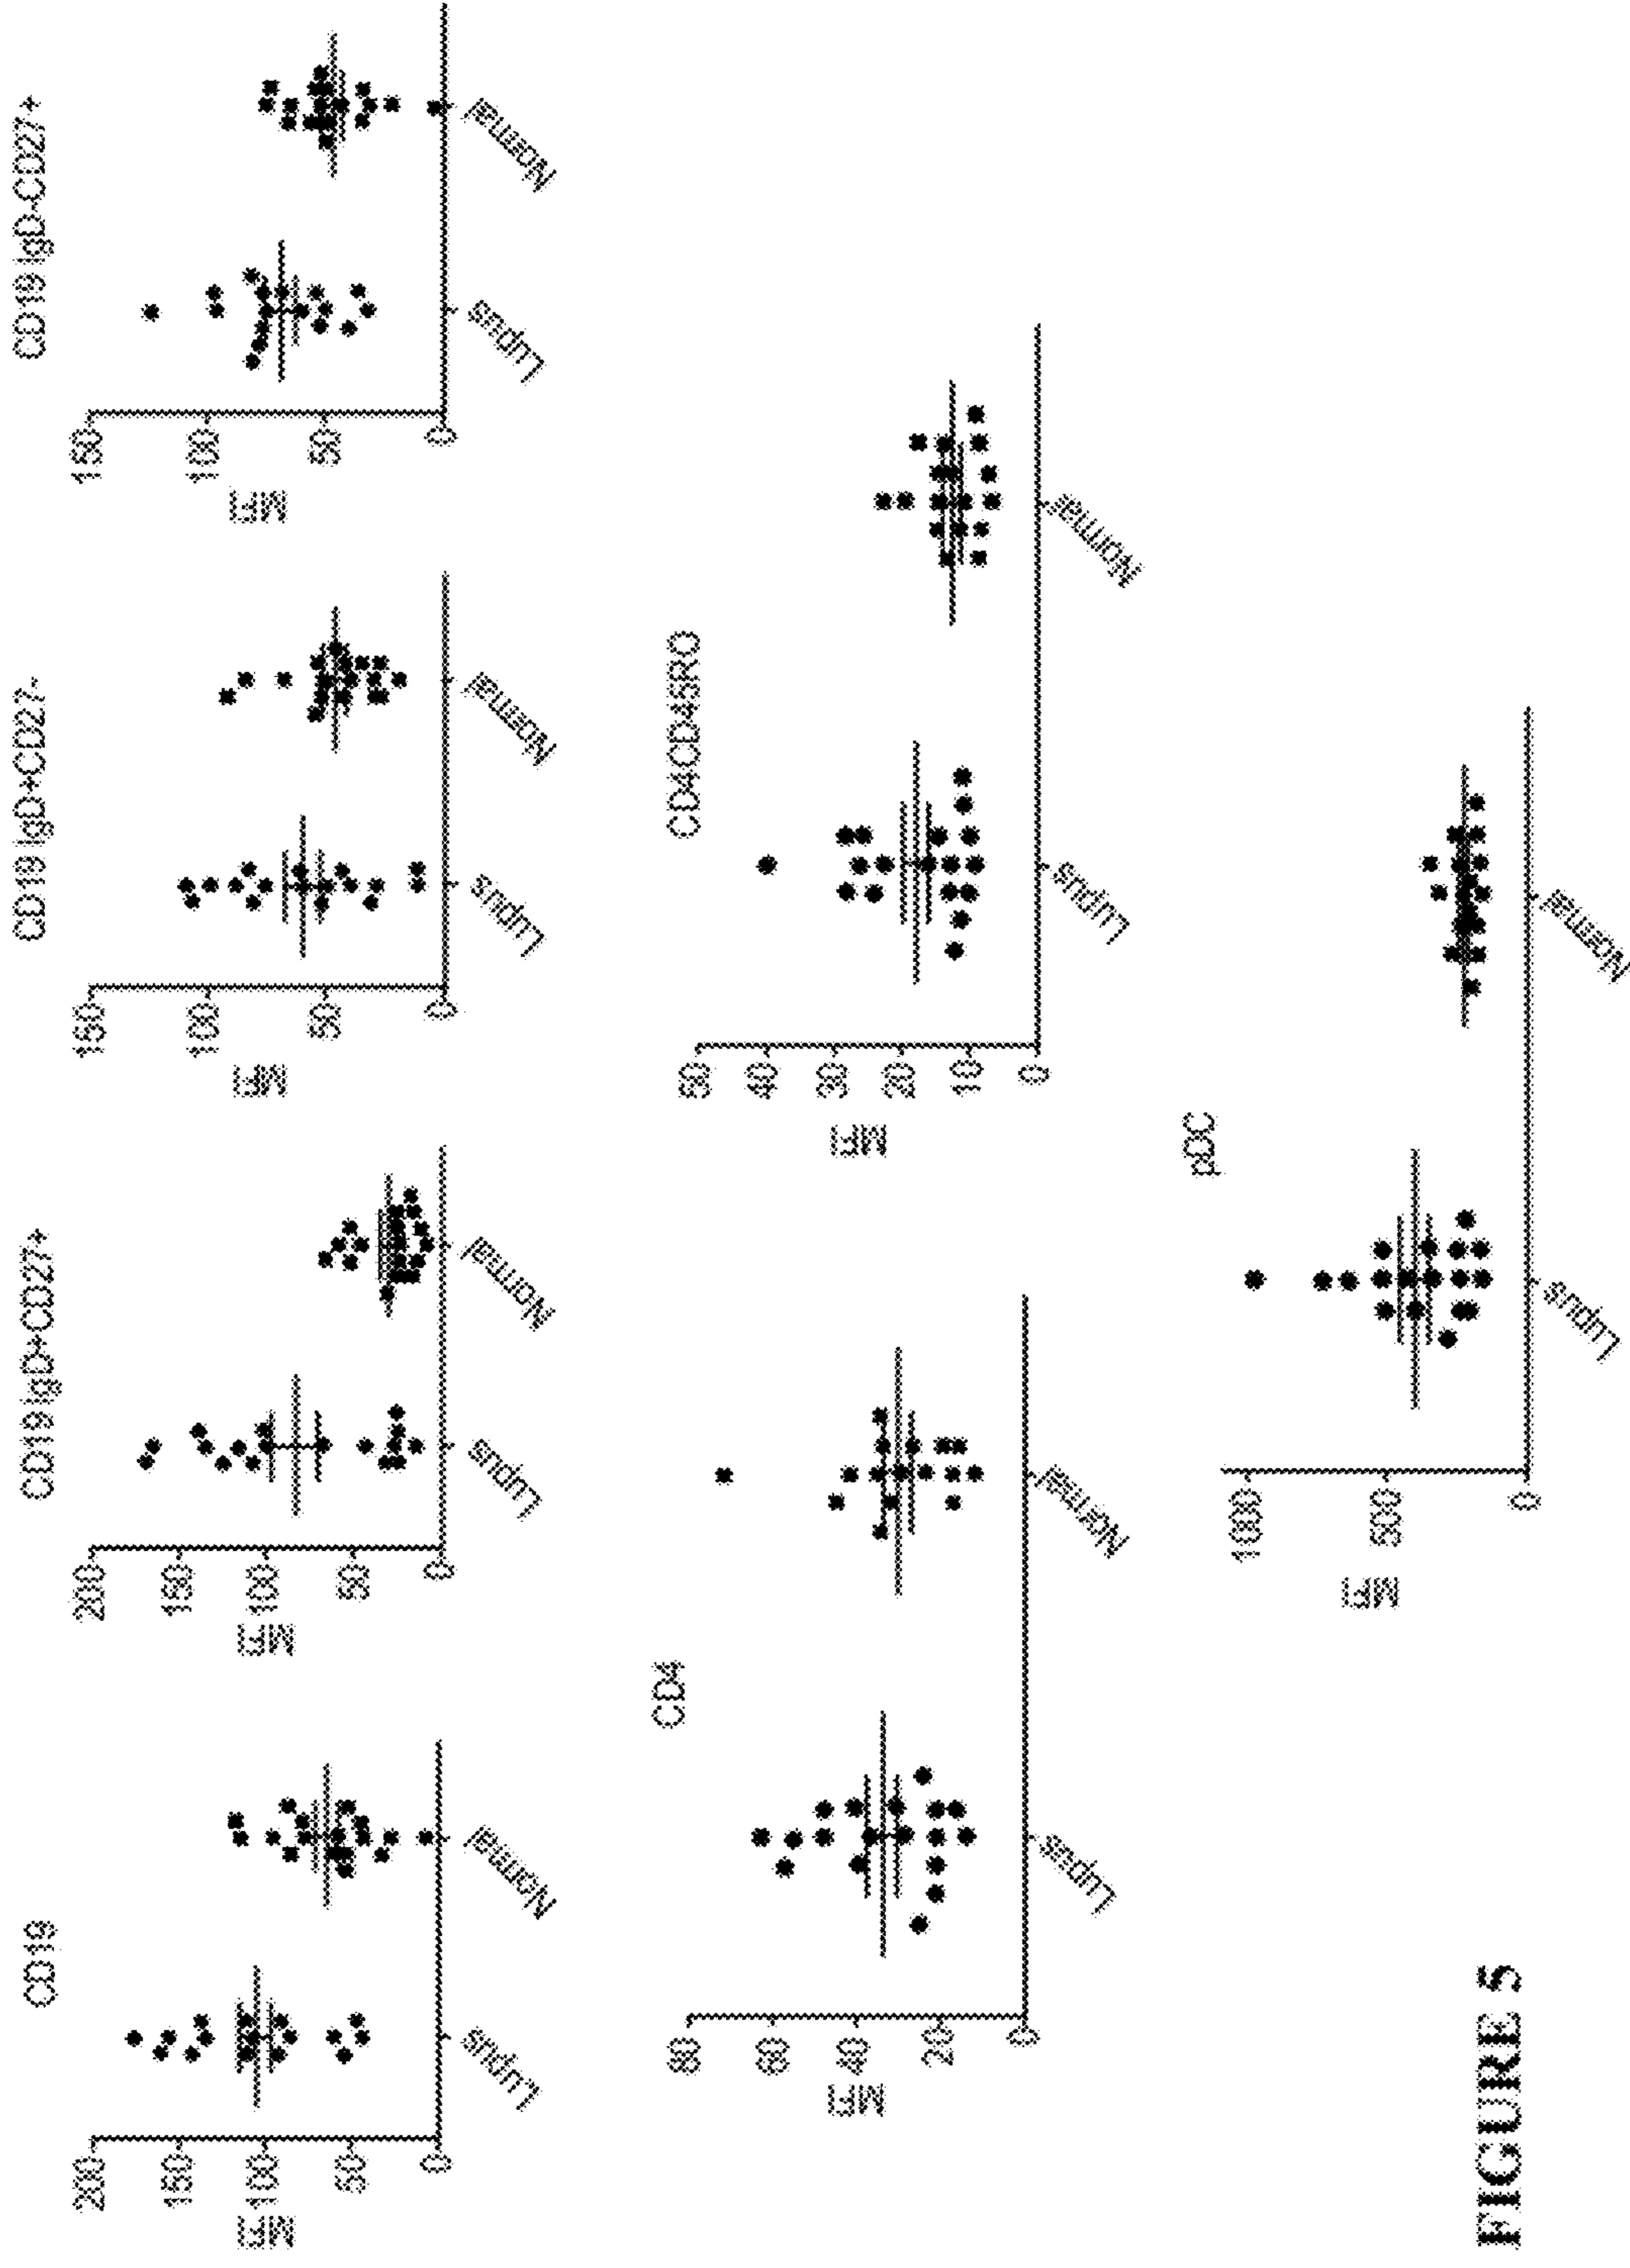 CD19
MFI
200
150
100
50
0
Lupus
Normal
CD19 IgD+CD27+
MFI
200
150
100
50
0
Lupus
Normal
CD19 IgD+CD27-
MFI
150
100
50
0
Lupus
Normal
CD19 IgD-CD27+
MFI
150
100
50
0
Lupus
Normal
CD4
MFI
80
60
40
20
0
Lupus
Normal
CD4CD45RO
MFI
50
40
30
20
10
0
Lupus
Normal
pDC
MFI
1000
500
0
Lupus
Normal
FIGURE 5